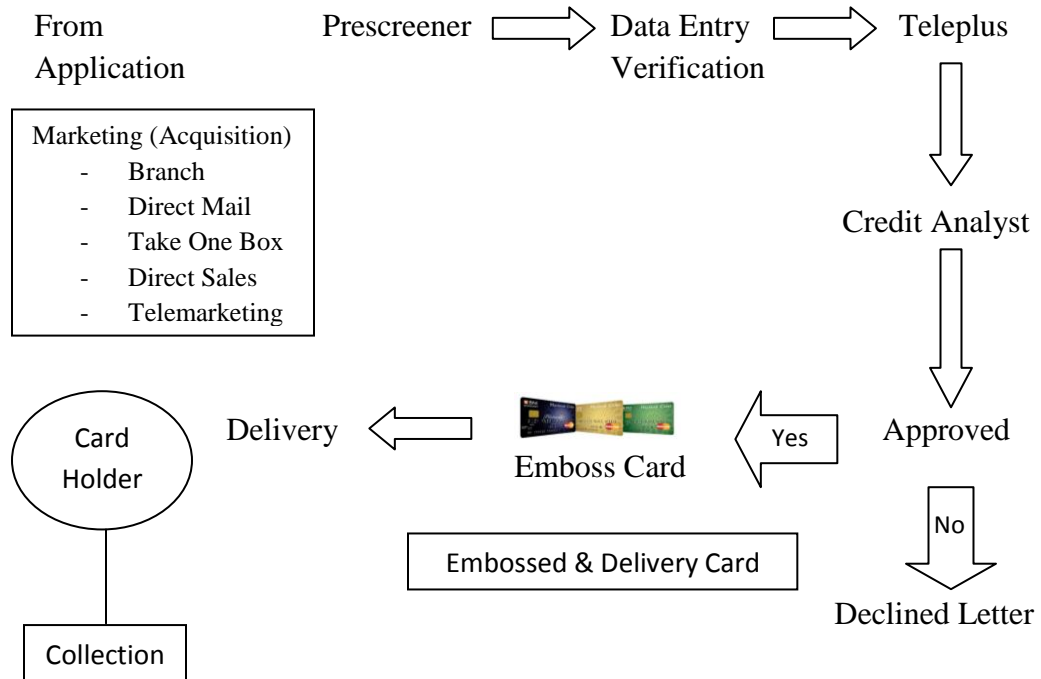 From
Application
Prescreener
Data Entry
Verification
Teleplus
Marketing (Acquisition)
- Branch
- Direct Mail
- Take One Box
- Direct Sales
- Telemarketing
Credit Analyst
Card
Holder
Delivery
Emboss Card
Yes
Approved
No
Embossed & Delivery Card
Declined Letter
Collection